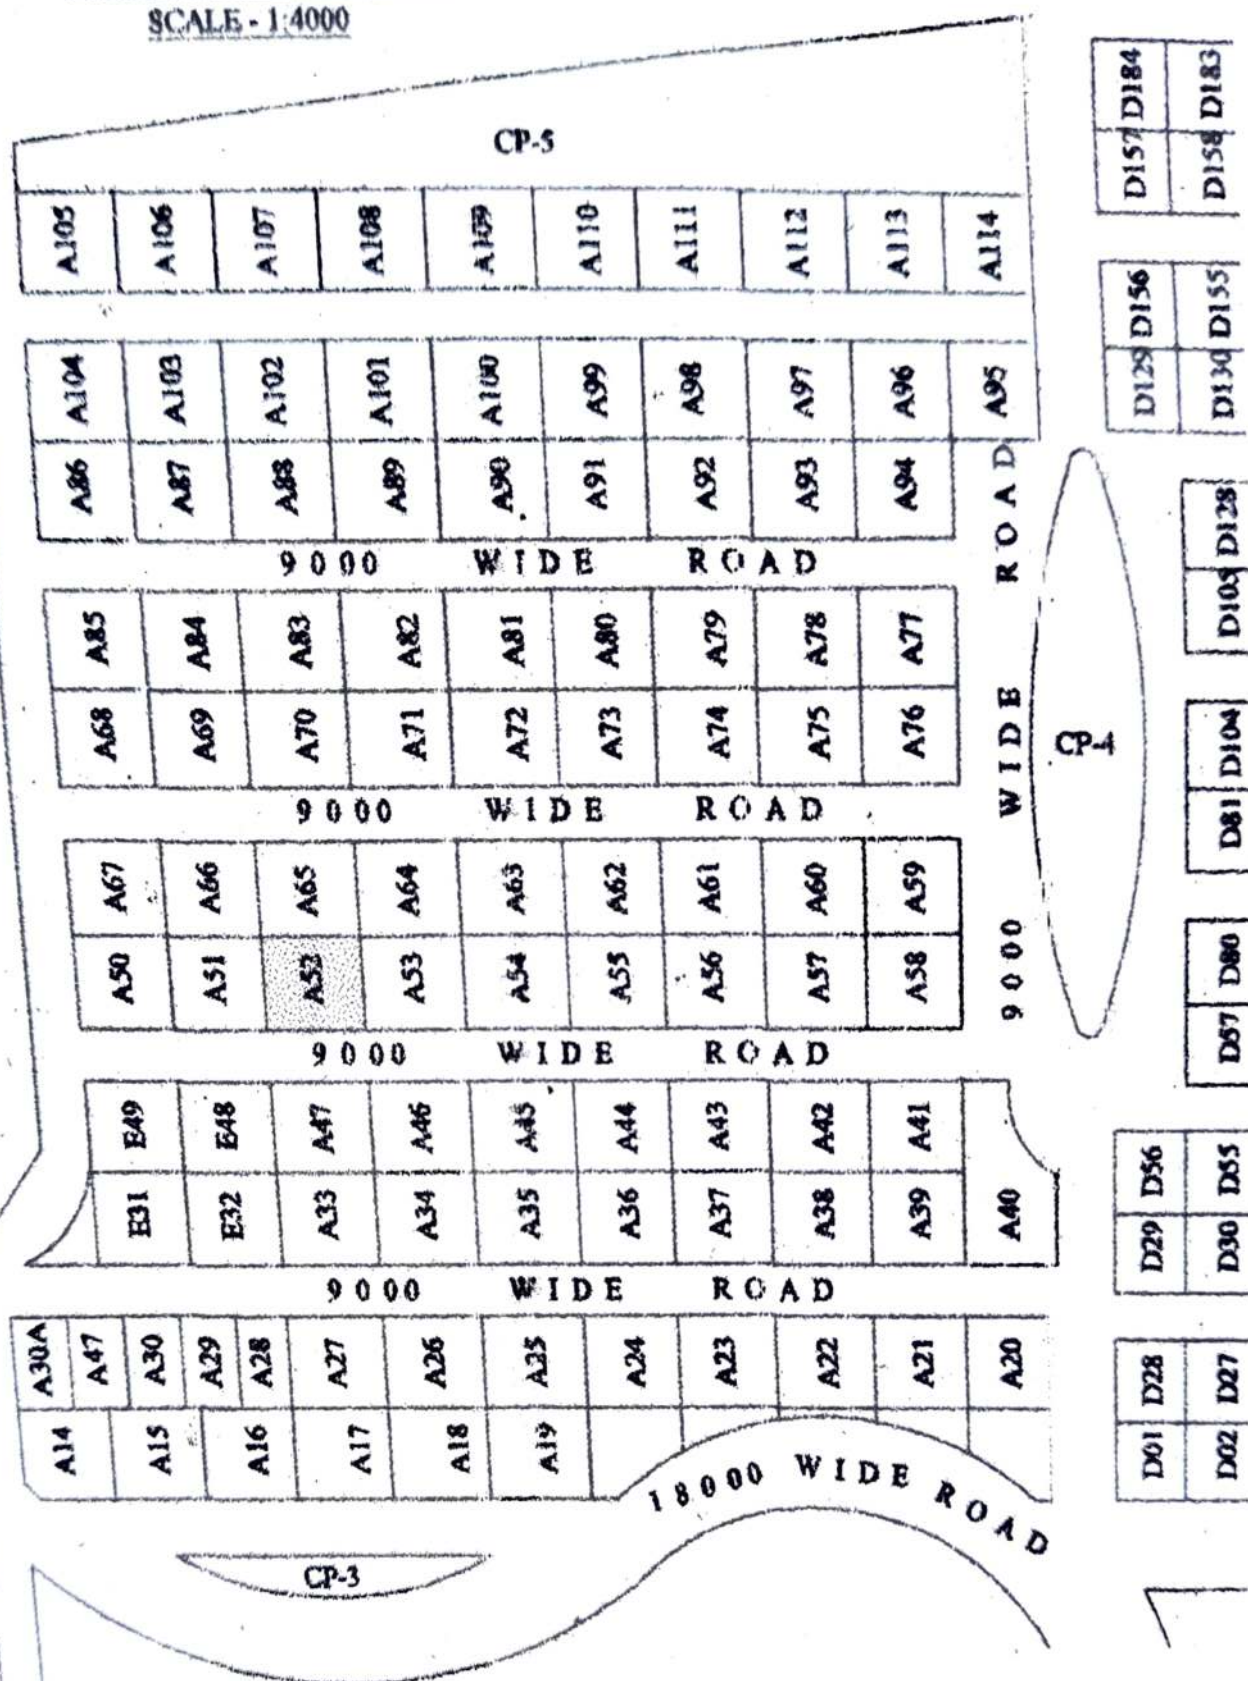 SCALE - 1:4000
D184 D183
CP-5
D157 D158
A105 A106 A107 A108 A109 A110 A111 A112 A113 A114
D156 D155
A104 A103 A102 A101 A100 A99 A98 A97 A96 A95
D129 D130
A86 A87 A88 A89 A90 A91 A92 A93 A94
D128
9000 WIDE ROAD
D105
A85 A84 A83 A82 A81 A80 A79 A78 A77
A68 A69 A70 A71 A72 A73 A74 A75 A76
9000 WIDE ROAD
CP-4
D104
9000 WIDE ROAD
D81
A67 A66 A65 A64 A63 A62 A61 A60 A59
A50 A51 A52 A53 A54 A55 A56 A57 A58
D80
9000 WIDE ROAD
D57
E49 E48 A47 A46 A45 A44 A43 A42 A41
D56 D55
E31 E32 A33 A34 A35 A36 A37 A38 A39 A40
D29 D30
9000 WIDE ROAD
A30A A47 A30 A29 A28 A27 A26 A25 A24 A23 A22 A21 A20
D28 D27
A14 A15 A16 A17 A18 A19
D01 D02
18000 WIDE ROAD
CP-3